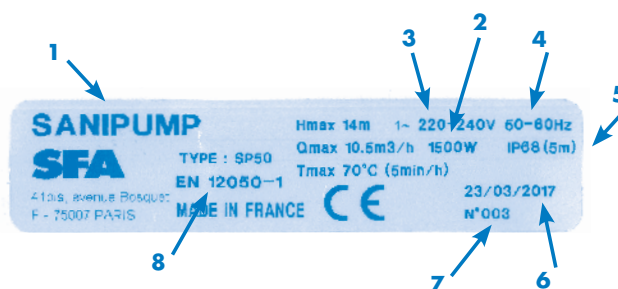 1 3 2 4
5
SANIPUMP Hmax 14m 1~ 220-240V 50-60Hz
SFA TYPE : SP50 Qmax 10.5m3/h 1500W IP68 (5m)
EN 12050-1 Tmax 70°C (5min/h)
avenue Bosquet 23/03/2017
F - 75007 PARIS MADE IN FRANCE CE N°003
8 7 6